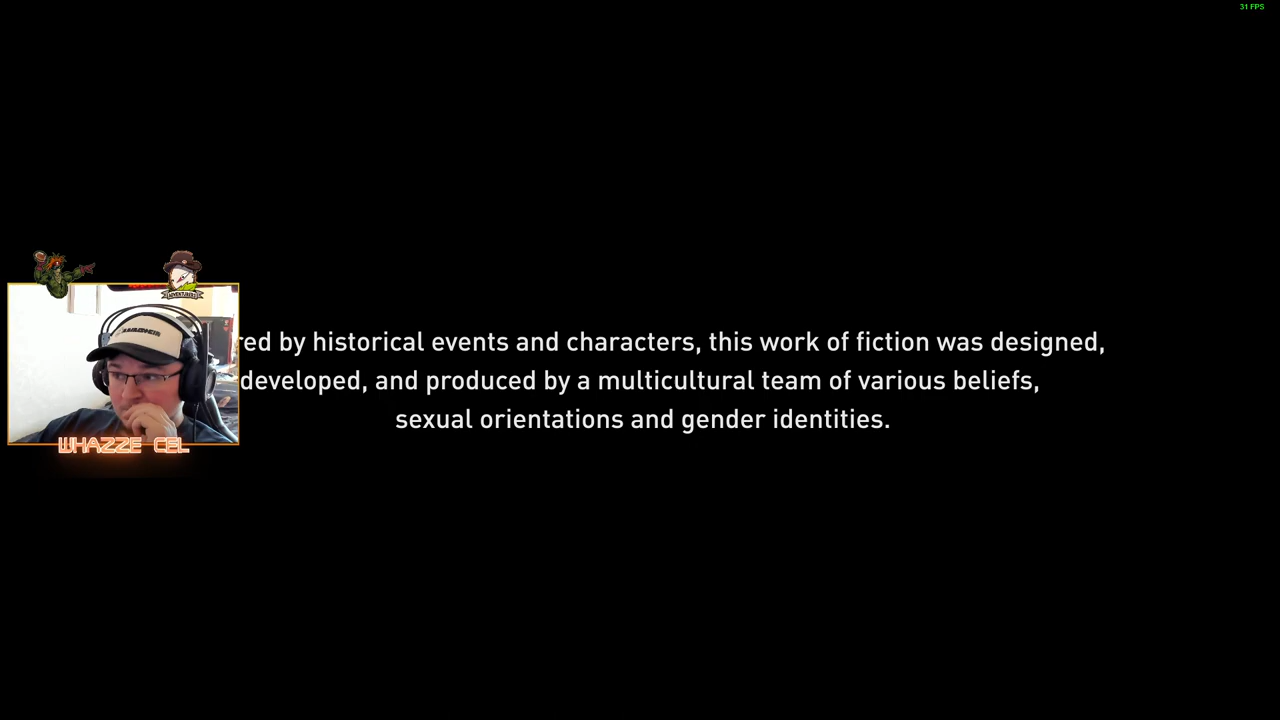 31 FPS
red by historical events and characters, this work of fiction was designed,
developed, and produced by a multicultural team of various beliefs,
sexual orientations and gender identities.
WHAZZE CEL